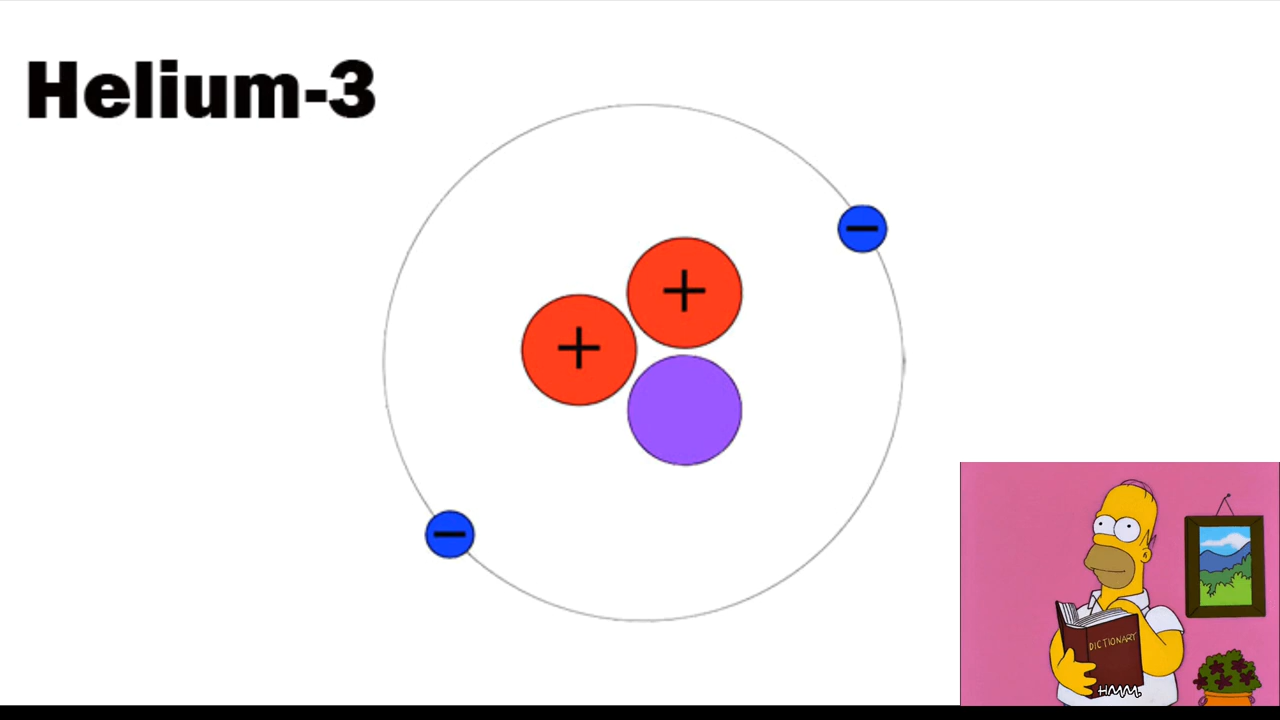 Helium-3
+
+
−
−
DICTIONARY
HMM.